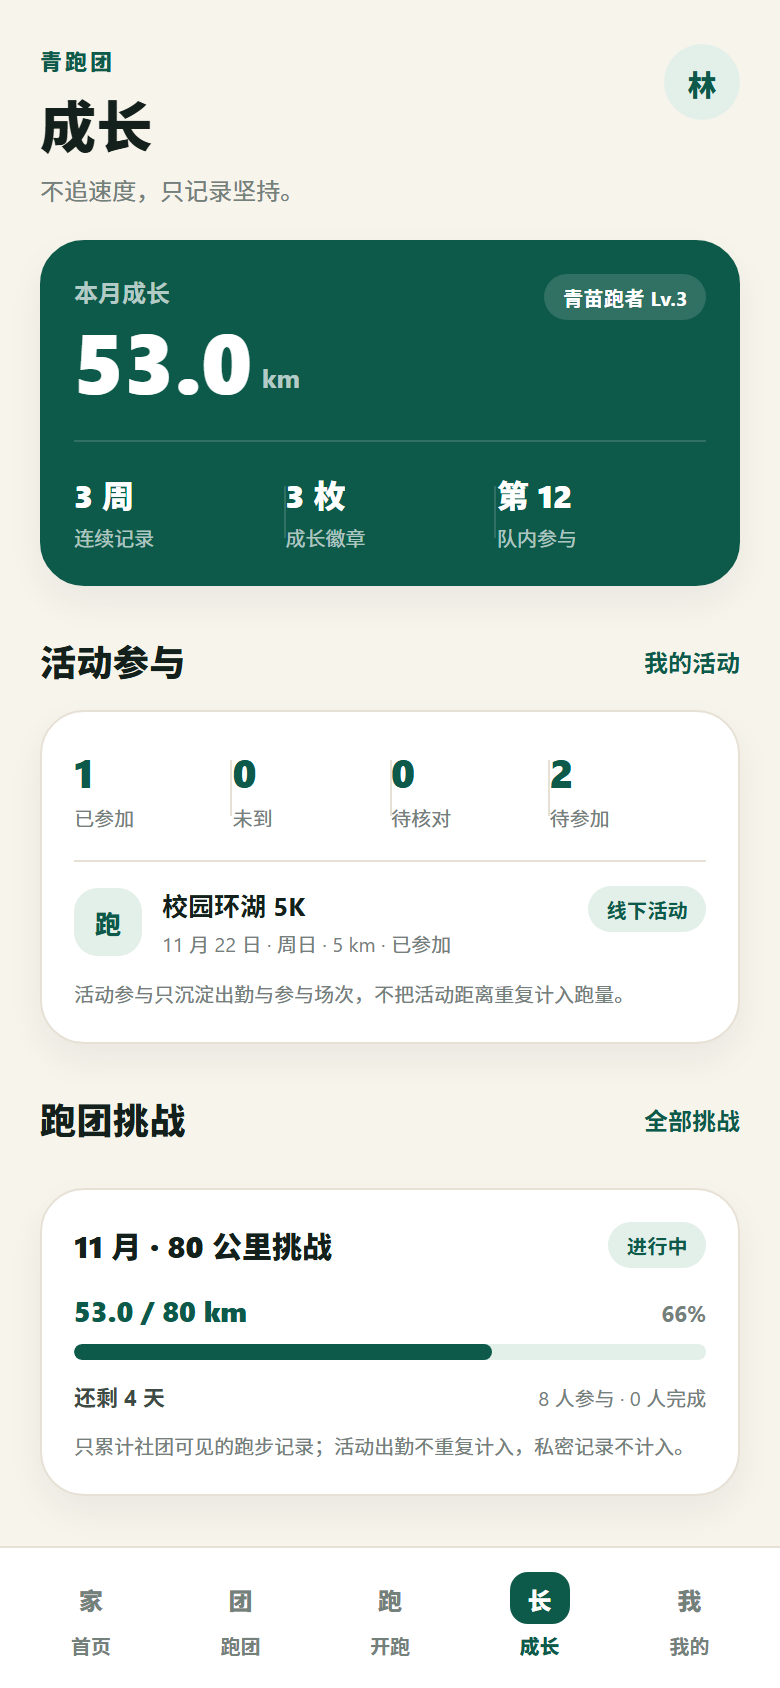 青跑团
林
成长
不追速度，只记录坚持。
本月成长
青苗跑者 Lv.3
53.0 km
3 周
3 枚
第 12
连续记录
成长徽章
队内参与
活动参与
我的活动
1
0
0
2
已参加
未到
待核对
待参加
跑
校园环湖 5K
线下活动
11 月 22 日 · 周日 · 5 km · 已参加
活动参与只沉淀出勤与参与场次，不把活动距离重复计入跑量。
跑团挑战
全部挑战
11 月 · 80 公里挑战
进行中
53.0 / 80 km
66%
还剩 4 天
8 人参与 · 0 人完成
只累计社团可见的跑步记录；活动出勤不重复计入，私密记录不计入。
家
团
跑
长
我
首页
跑团
开跑
成长
我的